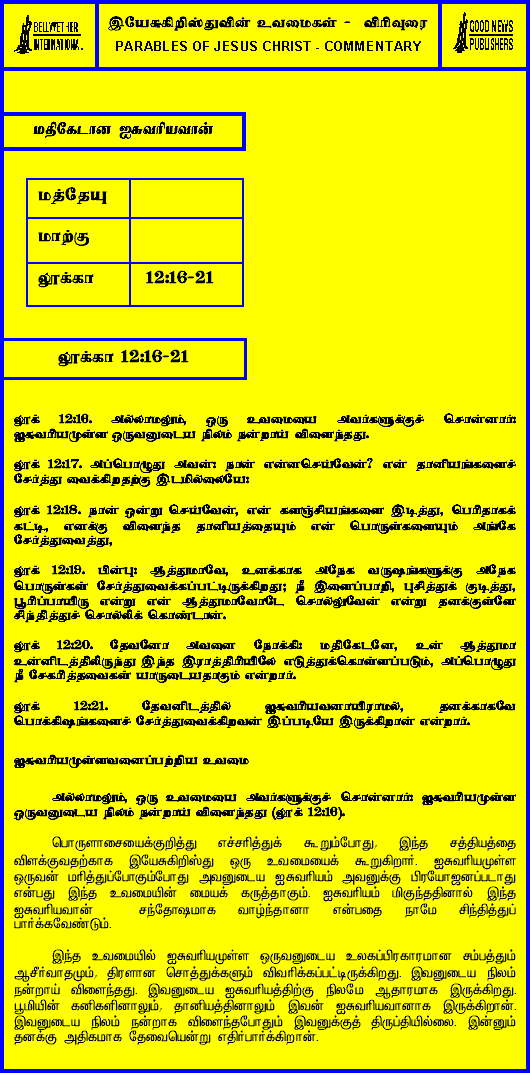 BELLWETHER
INTERNATIONAL
இயேசுகிறிஸ்துவின் உவமைகள் - விரிவுரை
PARABLES OF JESUS CHRIST - COMMENTARY
GOOD NEWS
PUBLISHERS
மதிகேடான ஐசுவரியவான்
மத்தேயு
மாற்கு
லூக்கா 12:16-21
லூக்கா 12:16-21
லூக் 12:16. அல்லாமலும், ஒரு உவமையை அவர்களுக்குச் சொன்னார்:
ஐசுவரியமுள்ள ஒருவனுடைய நிலம் நன்றாய் விளைந்தது.
லூக் 12:17. அப்பொழுது அவன்: நான் என்னசெய்வேன்? என் தானியங்களைச்
சேர்த்து வைக்கிறதற்கு இடமில்லையே:
லூக் 12:18. நான் ஒன்று செய்வேன், என் களஞ்சியங்களை இடித்து, பெரிதாகக்
கட்டி, எனக்கு விளைந்த தானியத்தையும் என் பொருள்களையும் அங்கே
சேர்த்துவைத்து,
லூக் 12:19. பின்பு: ஆத்துமாவே, உனக்காக அநேக வருஷங்களுக்கு அநேக
பொருள்கள் சேர்த்துவைக்கப்பட்டிருக்கிறது; நீ இளைப்பாறி, புசித்துக் குடித்து,
பூரிப்பாயிரு என்று என் ஆத்துமாவோடே சொல்லுவேன் என்று தனக்குள்ளே
சிந்தித்துச் சொல்லிக் கொண்டான்.
லூக் 12:20. தேவனோ அவனை நோக்கி: மதிகேடனே, உன் ஆத்துமா
உன்னிடத்திலிருந்து இந்த இராத்திரியிலே எடுத்துக்கொள்ளப்படும், அப்பொழுது
நீ சேகரித்தவைகள் யாருடையதாகும் என்றார்.
லூக் 12:21. தேவனிடத்தில் ஐசுவரியவானாயிராமல், தனக்காகவே
பொக்கிஷங்களைச் சேர்த்துவைக்கிறவன் இப்படியே இருக்கிறான் என்றார்.
ஐசுவரியமுள்ளவனைப்பற்றிய உவமை
அல்லாமலும், ஒரு உவமையை அவர்களுக்குச் சொன்னார்: ஐசுவரியமுள்ள
ஒருவனுடைய நிலம் நன்றாய் விளைந்தது (லூக் 12:16).
பொருளாசையைக்குறித்து எச்சரித்துக் கூறும்போது, இந்த சத்தியத்தை
விளக்குவதற்காக இயேசுகிறிஸ்து ஒரு உவமையைக் கூறுகிறார். ஐசுவரியமுள்ள
ஒருவன் மரித்துப்போகும்போது அவனுடைய ஐசுவரியம் அவனுக்கு பிரயோஜனப்படாது
என்பது இந்த உவமையின் மையக் கருத்தாகும். ஐசுவரியம் மிகுந்ததினால் இந்த
ஐசுவரியவான் சந்தோஷமாக வாழ்ந்தானா என்பதை நாமே சிந்தித்துப்
பார்க்கவேண்டும்.
இந்த உவமையில் ஐசுவரியமுள்ள ஒருவனுடைய உலகப்பிரகாரமான சம்பத்தும்
ஆசீர்வாதமும், திரளான சொத்துக்களும் விவரிக்கப்பட்டிருக்கிறது. இவனுடைய நிலம்
நன்றாய் விளைந்தது. இவனுடைய ஐசுவரியத்திற்கு நிலமே ஆதாரமாக இருக்கிறது.
பூமியின் கனிகளினாலும், தானியத்தினாலும் இவன் ஐசுவரியவானாக இருக்கிறான்.
இவனுடைய நிலம் நன்றாக விளைந்தபோதும் இவனுக்குத் திருப்தியில்லை. இன்னும்
தனக்கு அதிகமாக தேவையென்று எதிர்பார்க்கிறான்.